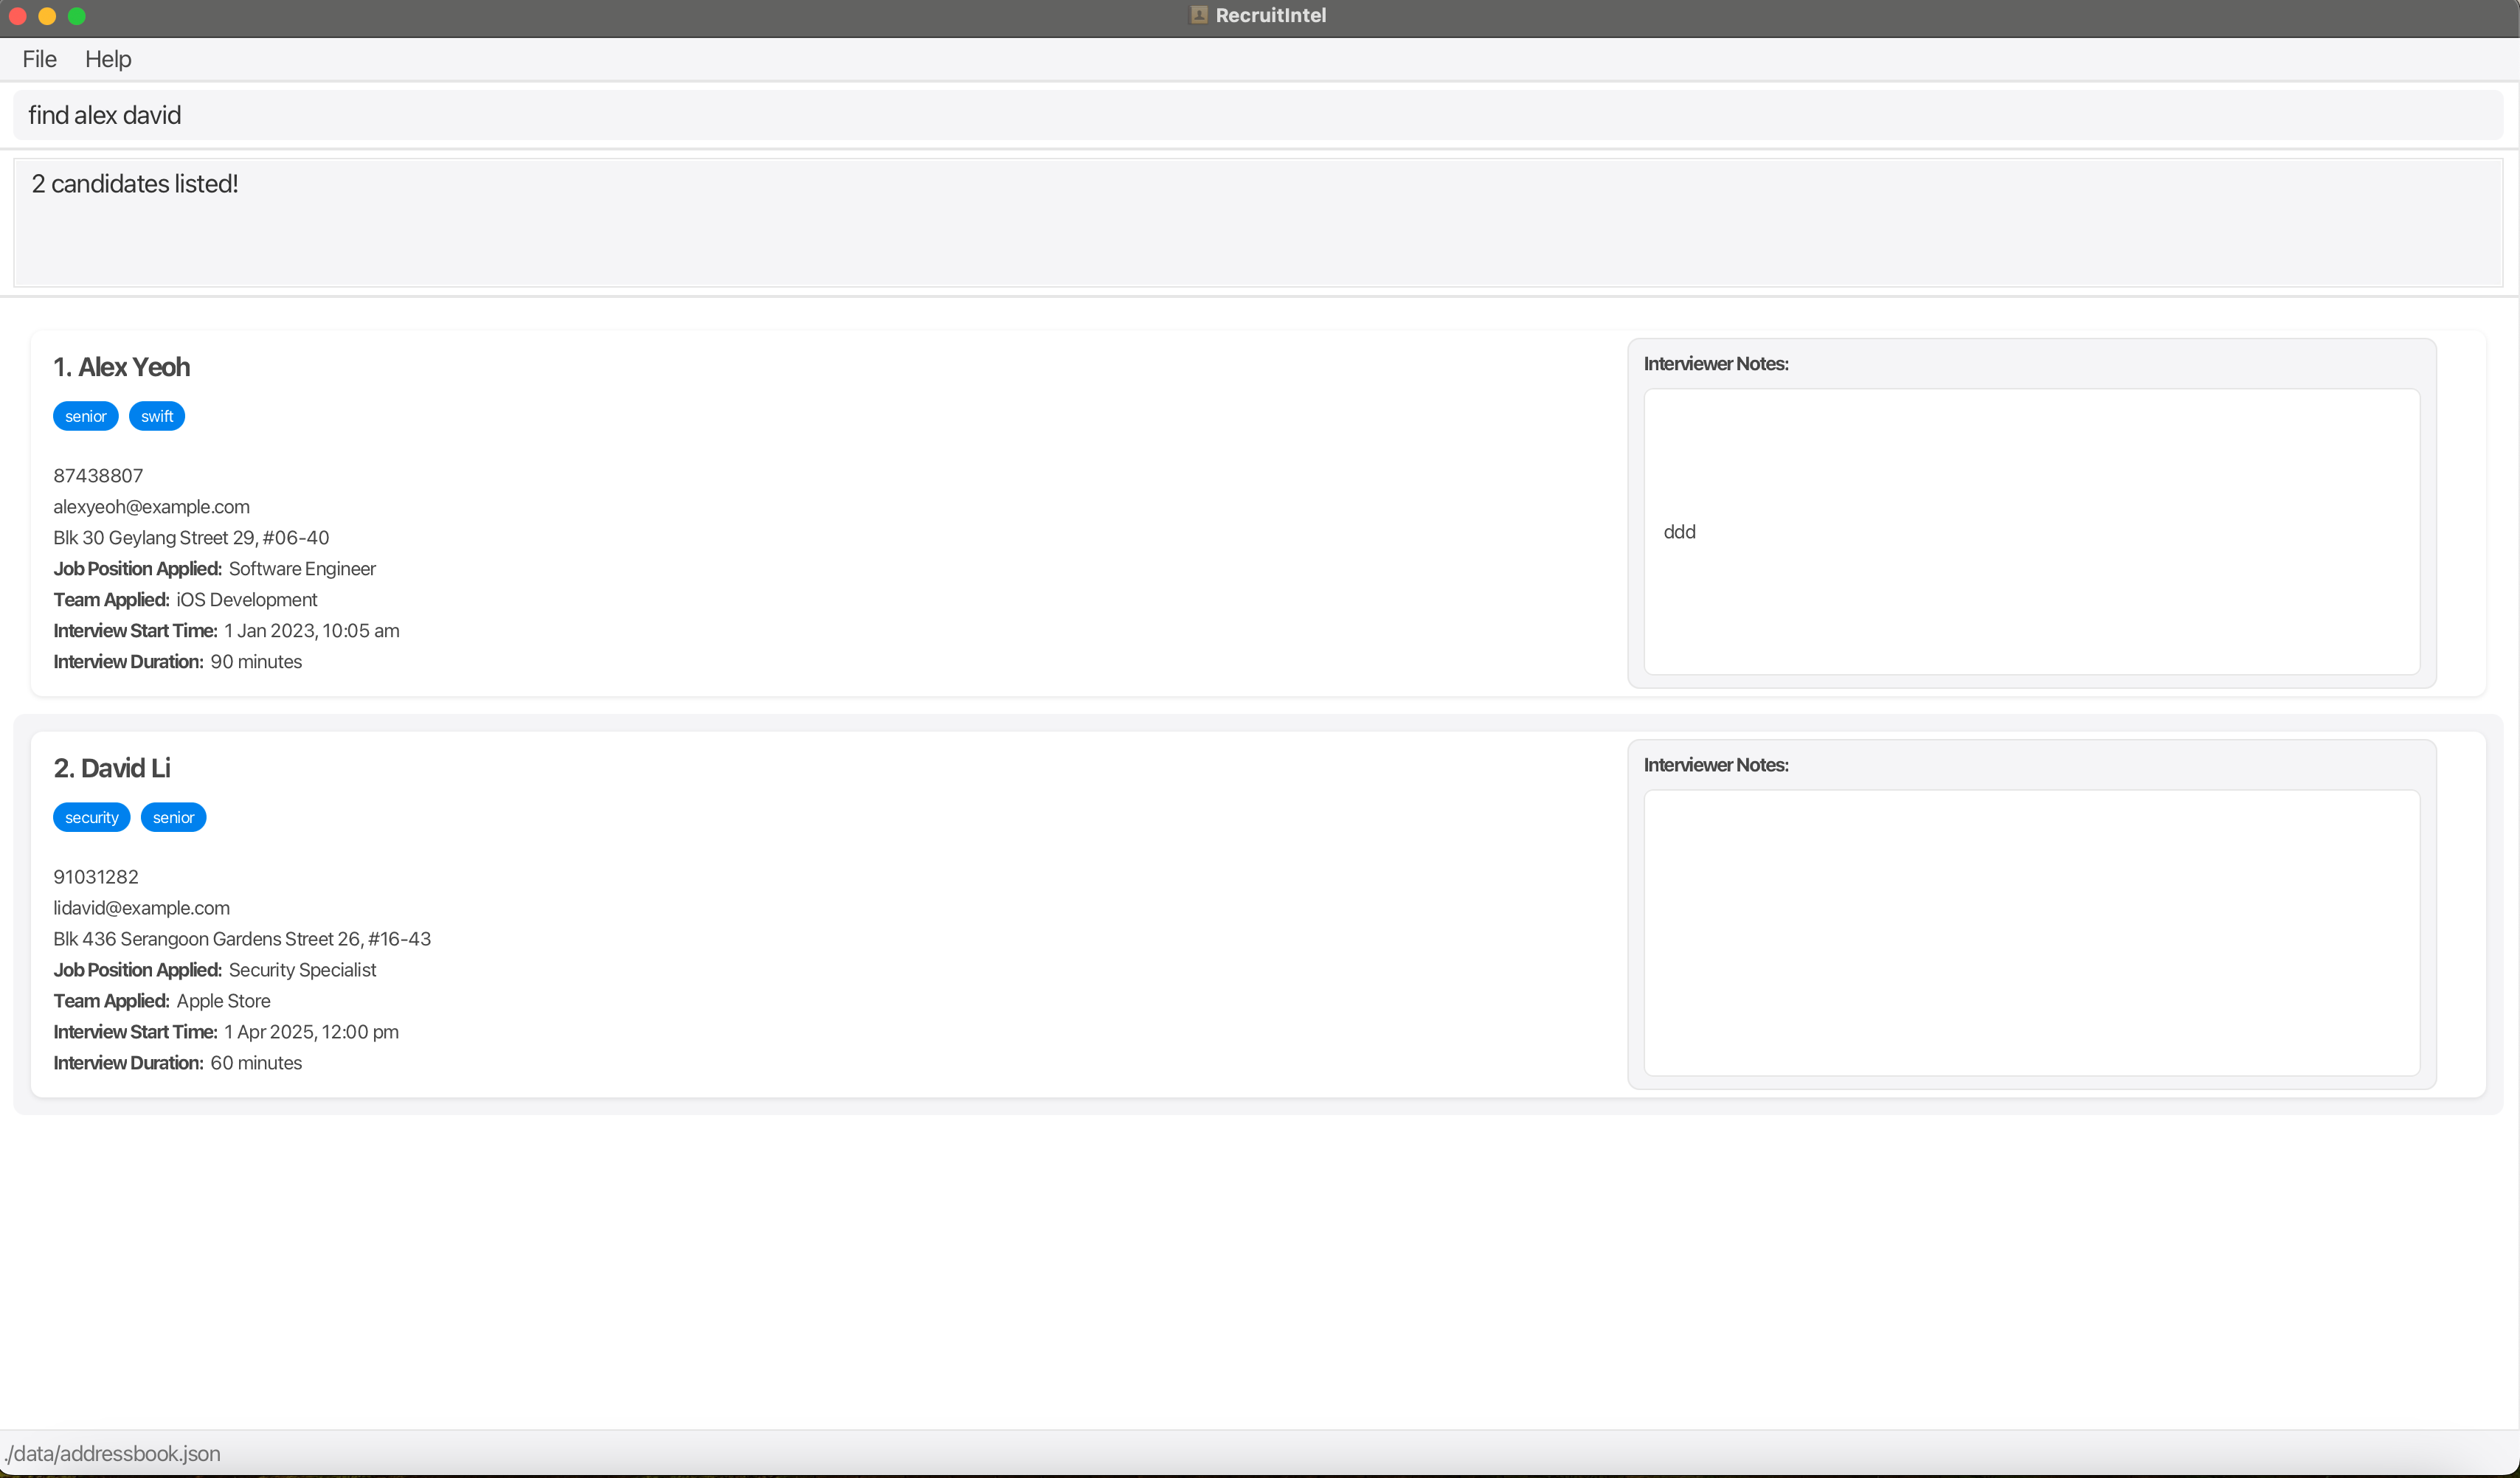 RecruitIntel
File Help
find alex david
2 candidates listed!
1. Alex Yeoh
senior swift
87438807
alexyeoh@example.com
Blk 30 Geylang Street 29, #06-40
Job Position Applied: Software Engineer
Team Applied: iOS Development
Interview Start Time: 1 Jan 2023, 10:05 am
Interview Duration: 90 minutes
Interviewer Notes:
ddd
2. David Li
security senior
91031282
lidavid@example.com
Blk 436 Serangoon Gardens Street 26, #16-43
Job Position Applied: Security Specialist
Team Applied: Apple Store
Interview Start Time: 1 Apr 2025, 12:00 pm
Interview Duration: 60 minutes
Interviewer Notes:
./data/addressbook.json